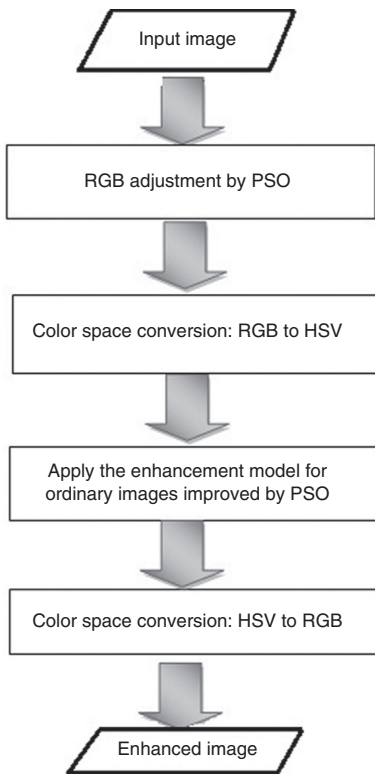 Input image
RGB adjustment by PSO
Color space conversion: RGB to HSV
Apply the enhancement model for
ordinary images improved by PSO
Color space conversion: HSV to RGB
Enhanced image